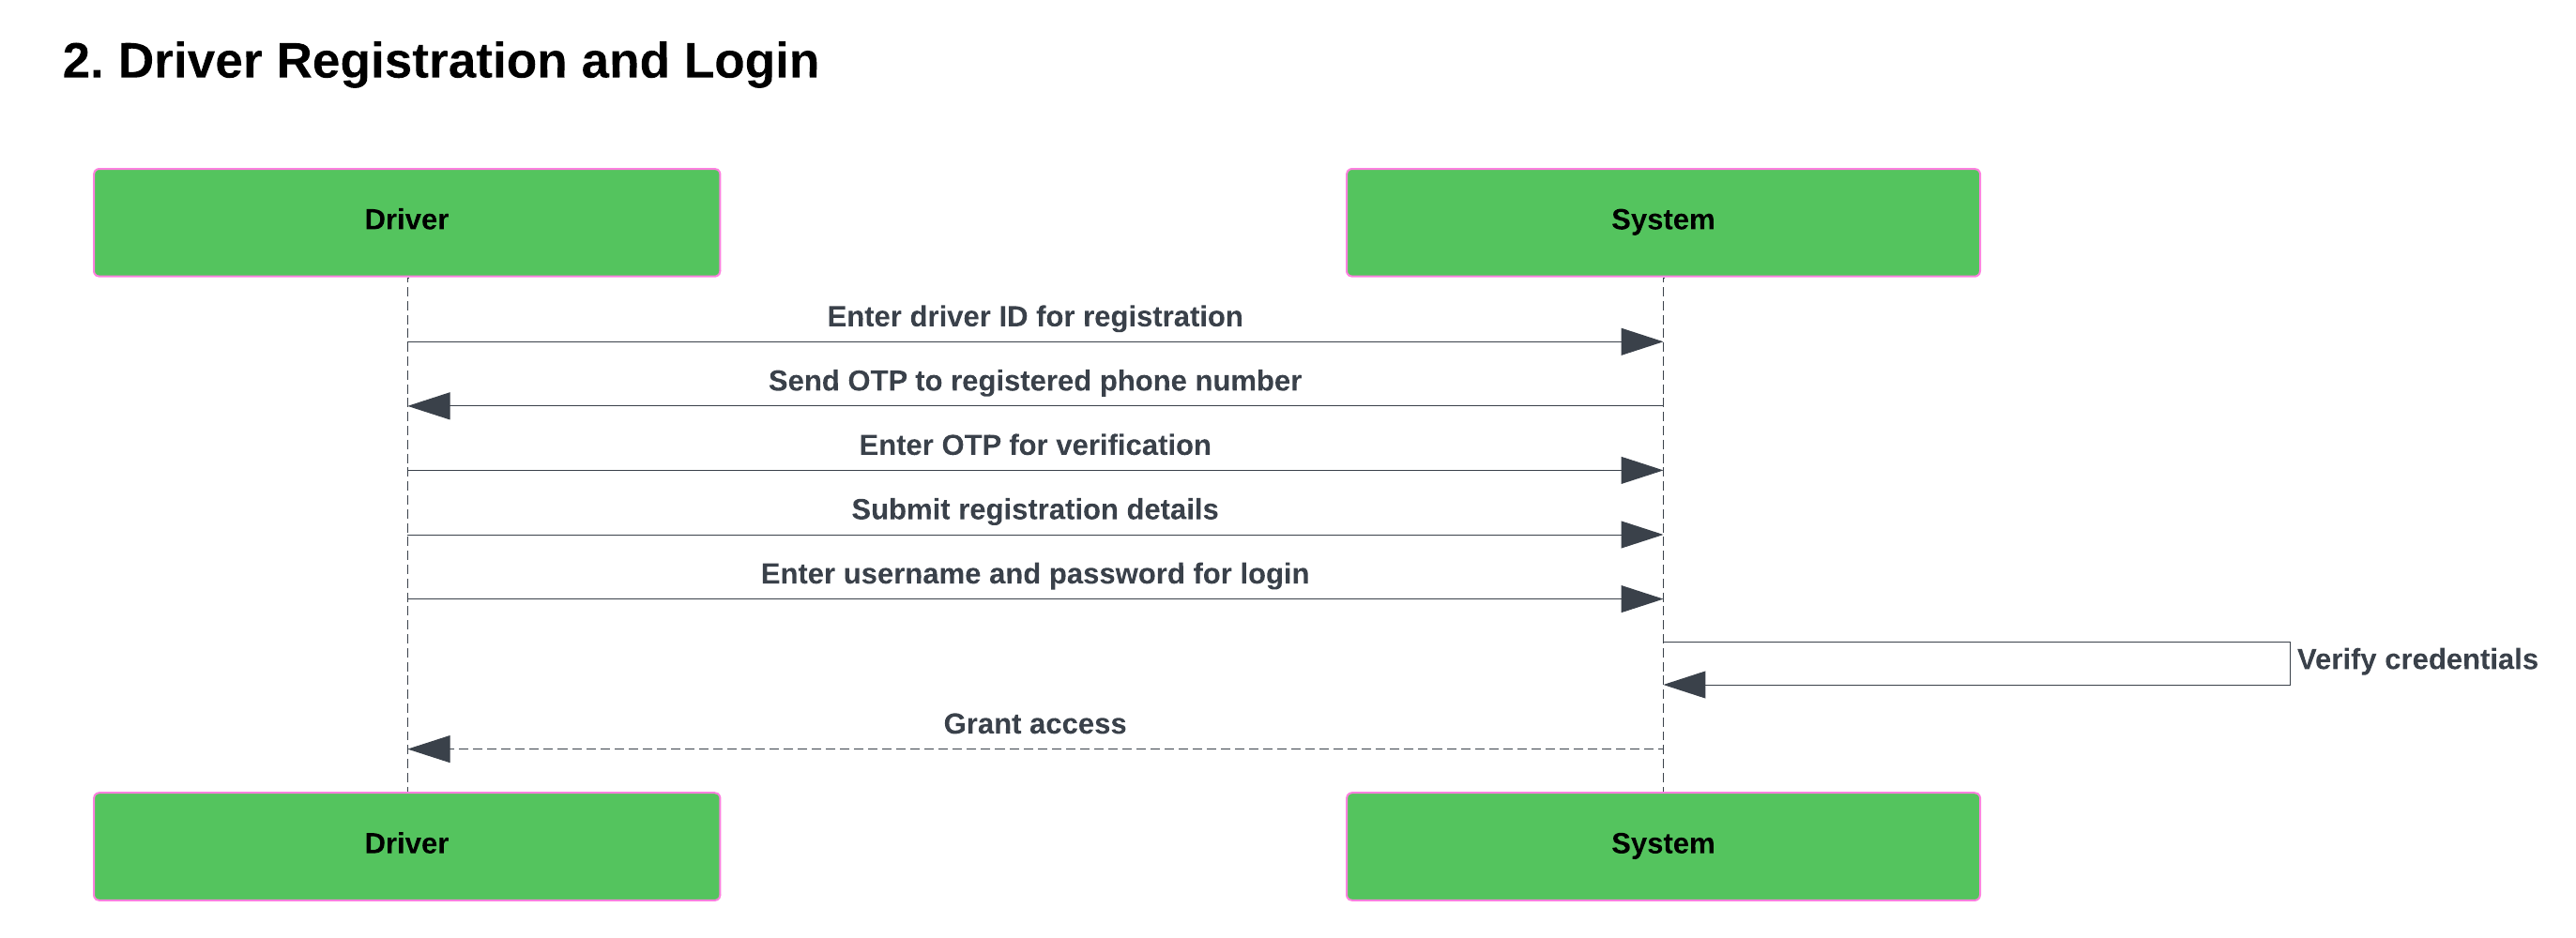 2. Driver Registration and Login
Driver
System
Enter driver ID for registration
Send OTP to registered phone number
Enter OTP for verification
Submit registration details
Enter username and password for login
Verify credentials
Grant access
Driver
System